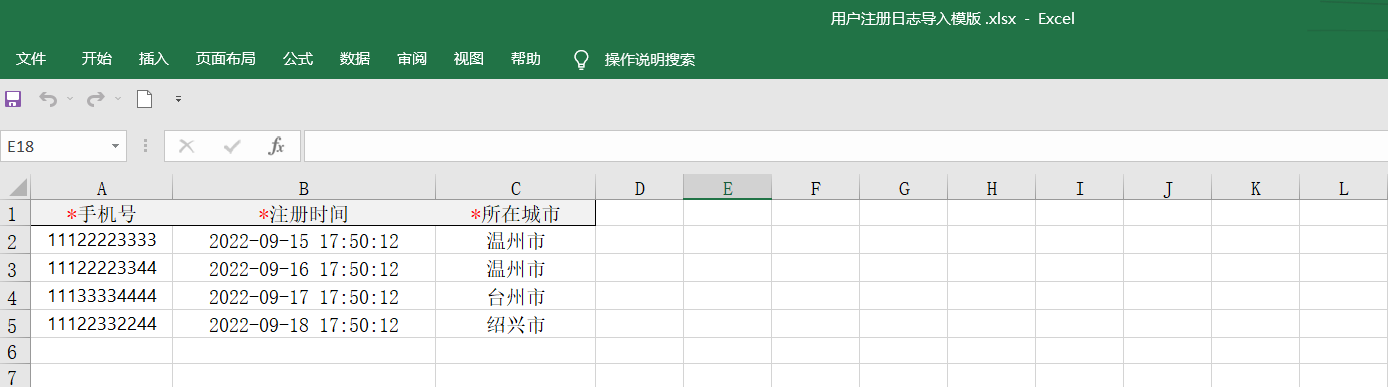 用户注册日志导入模版 .xlsx - Excel
文件 开始 插入 页面布局 公式 数据 审阅 视图 帮助 操作说明搜索
E18 fx
A B C D E F G H I J K L
1 *手机号 *注册时间 *所在城市
2 11122223333 2022-09-15 17:50:12 温州市
3 11122223344 2022-09-16 17:50:12 温州市
4 11133334444 2022-09-17 17:50:12 台州市
5 11122332244 2022-09-18 17:50:12 绍兴市
6
7